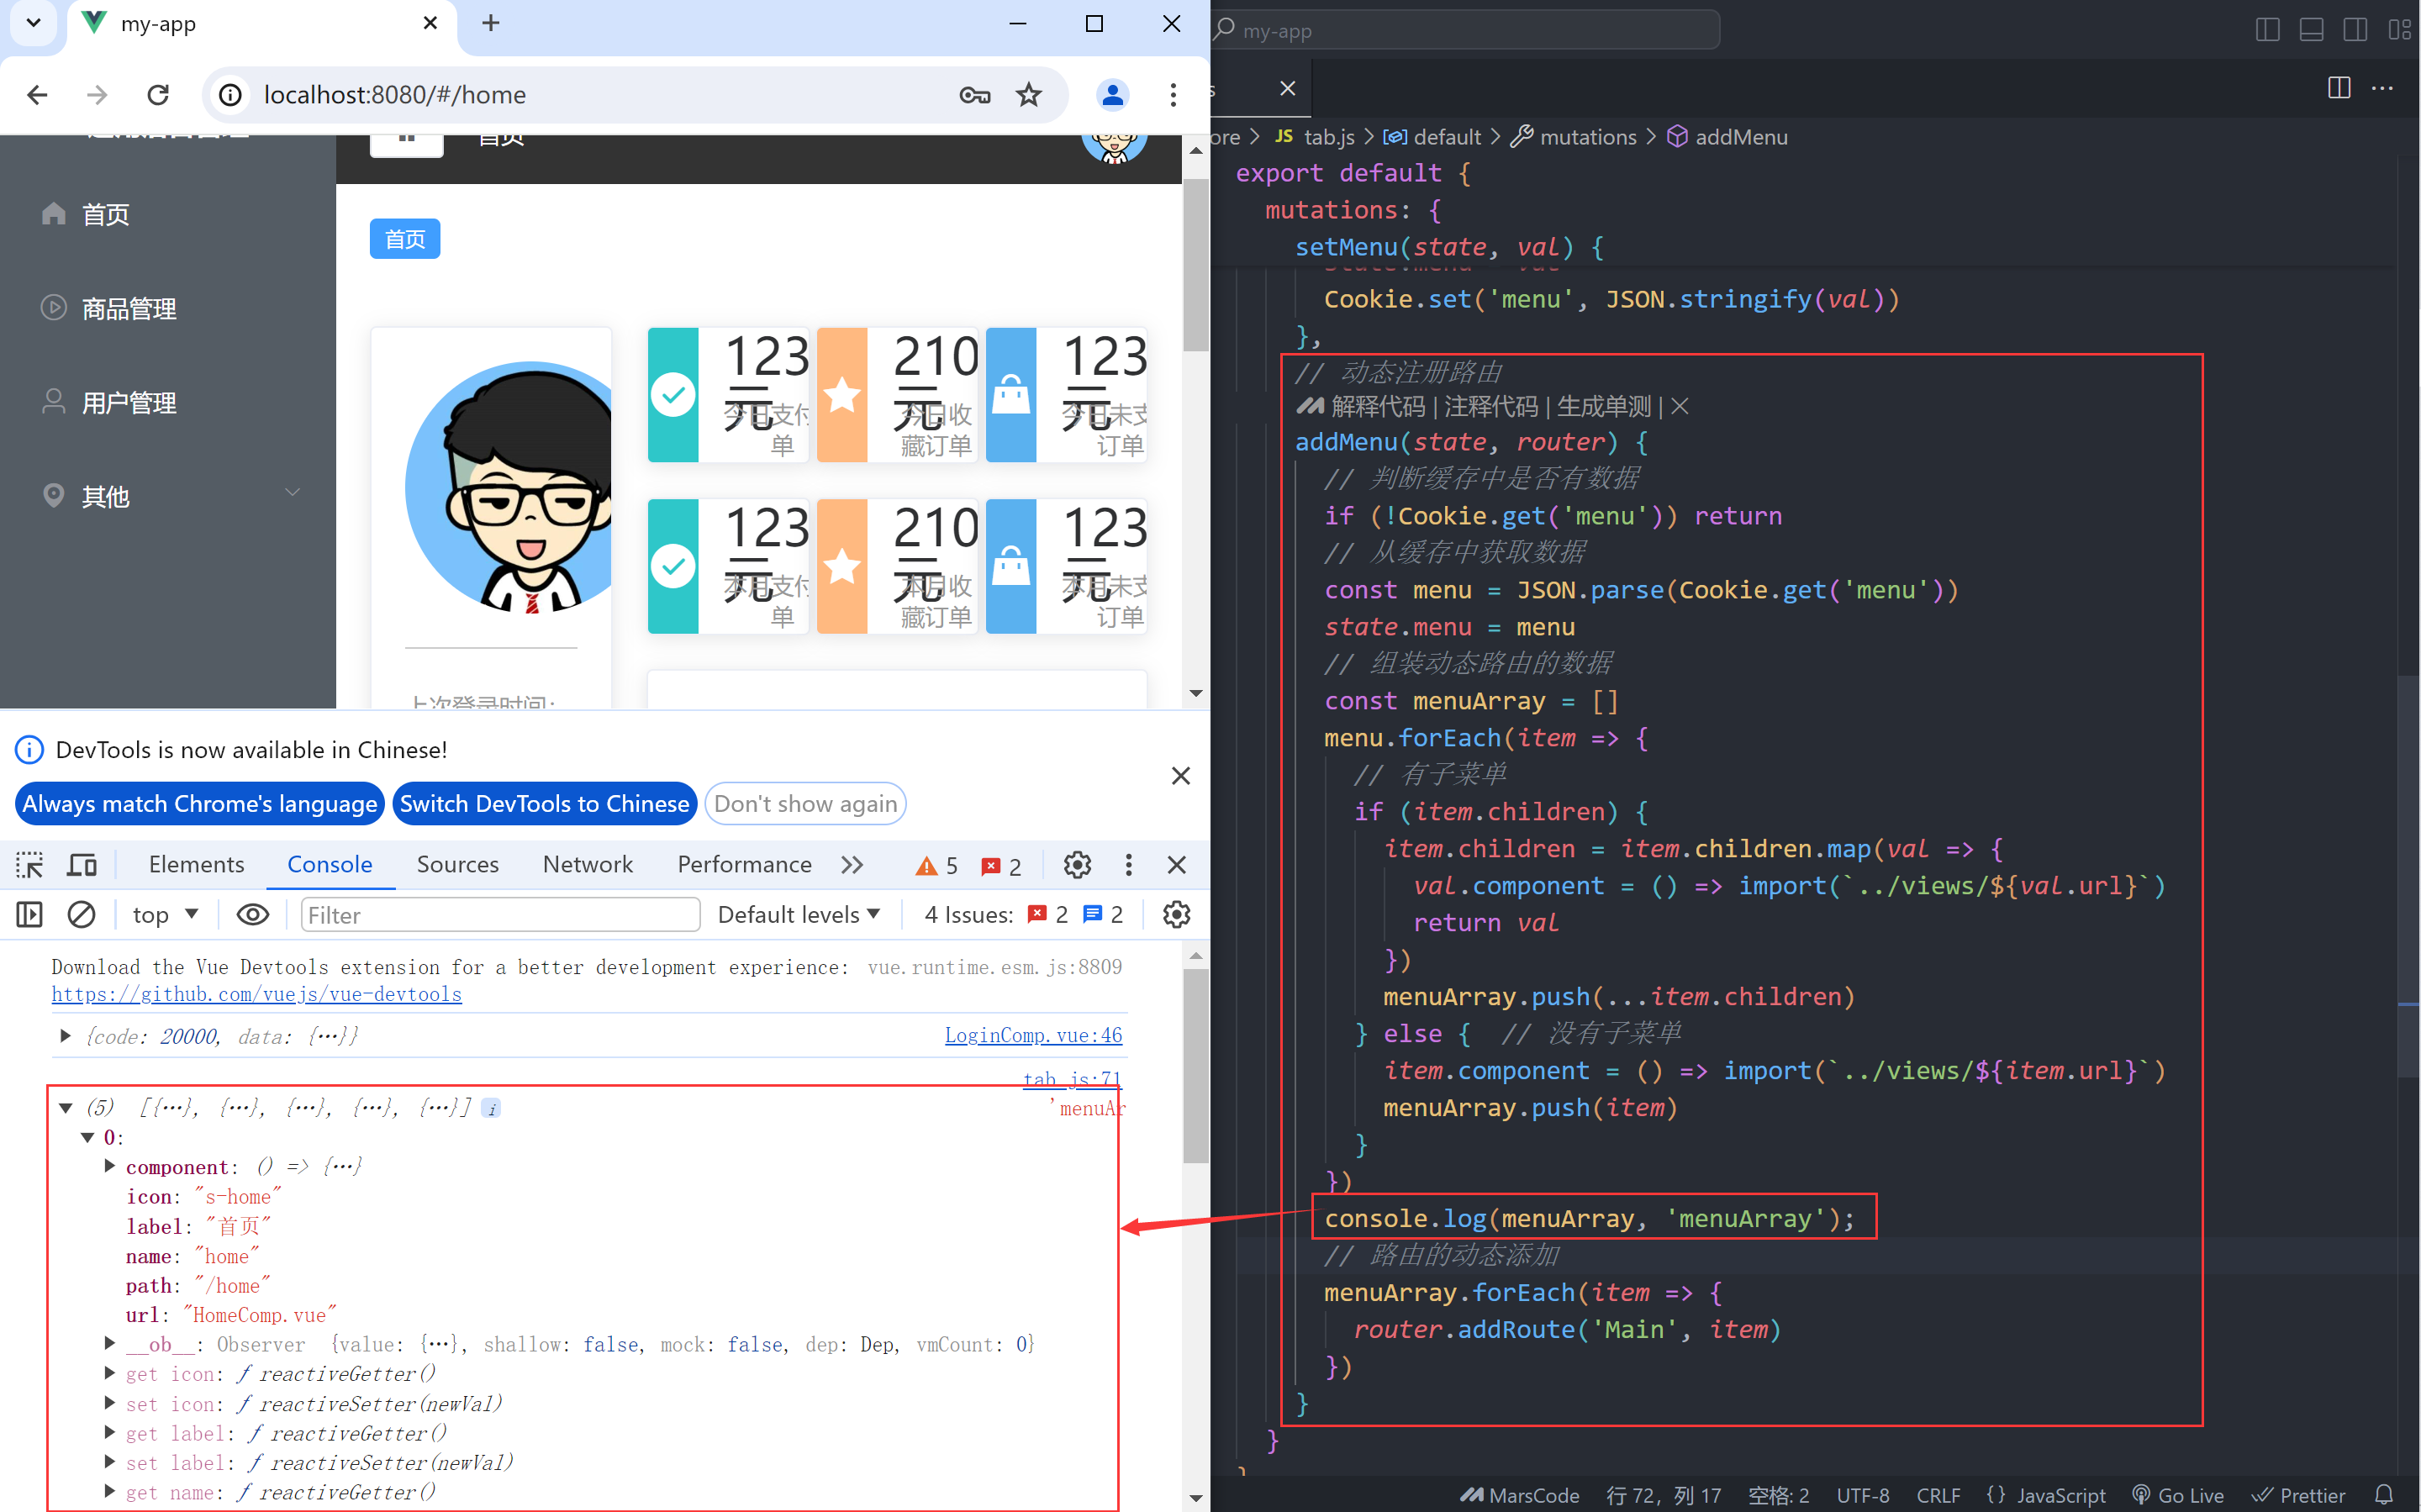 my-app
localhost:8080/#/home
首页
首页
商品管理
用户管理
其他
首页
123元
今日支付
单
210元
今日收
藏订单
123元
今日未支
订单
123元
本月支付
单
210元
本月收
藏订单
123元
本月未支
订单
上次登录时间:
DevTools is now available in Chinese!
Always match Chrome's language
Switch DevTools to Chinese
Don't show again
Elements
Console
Sources
Network
Performance
5
2
top
Filter
Default levels
4 Issues:
2
2
Download the Vue Devtools extension for a better development experience: vue.runtime.esm.js:8809
https://github.com/vuejs/vue-devtools
{code: 20000, data: {…}} LoginComp.vue:46
tab.js:71
(5) [{…}, {…}, {…}, {…}, {…}] i 'menuAr
0:
component: () => {…}
icon: "s-home"
label: "首页"
name: "home"
path: "/home"
url: "HomeComp.vue"
__ob__: Observer {value: {…}, shallow: false, mock: false, dep: Dep, vmCount: 0}
get icon: ƒ reactiveGetter()
set icon: ƒ reactiveSetter(newVal)
get label: ƒ reactiveGetter()
set label: ƒ reactiveSetter(newVal)
get name: ƒ reactiveGetter()
my-app
s
ore > JS tab.js > default > mutations > addMenu
export default {
mutations: {
setMenu(state, val) {
Cookie.set('menu', JSON.stringify(val))
},
// 动态注册路由
解释代码 | 注释代码 | 生成单测 |
addMenu(state, router) {
// 判断缓存中是否有数据
if (!Cookie.get('menu')) return
// 从缓存中获取数据
const menu = JSON.parse(Cookie.get('menu'))
state.menu = menu
// 组装动态路由的数据
const menuArray = []
menu.forEach(item => {
// 有子菜单
if (item.children) {
item.children = item.children.map(val => {
val.component = () => import(`../views/${val.url}`)
return val
})
menuArray.push(...item.children)
} else { // 没有子菜单
item.component = () => import(`../views/${item.url}`)
menuArray.push(item)
}
})
console.log(menuArray, 'menuArray');
// 路由的动态添加
menuArray.forEach(item => {
router.addRoute('Main', item)
})
}
}
MarsCode
行 72, 列 17
空格: 2
UTF-8
CRLF
{} JavaScript
Go Live
Prettier